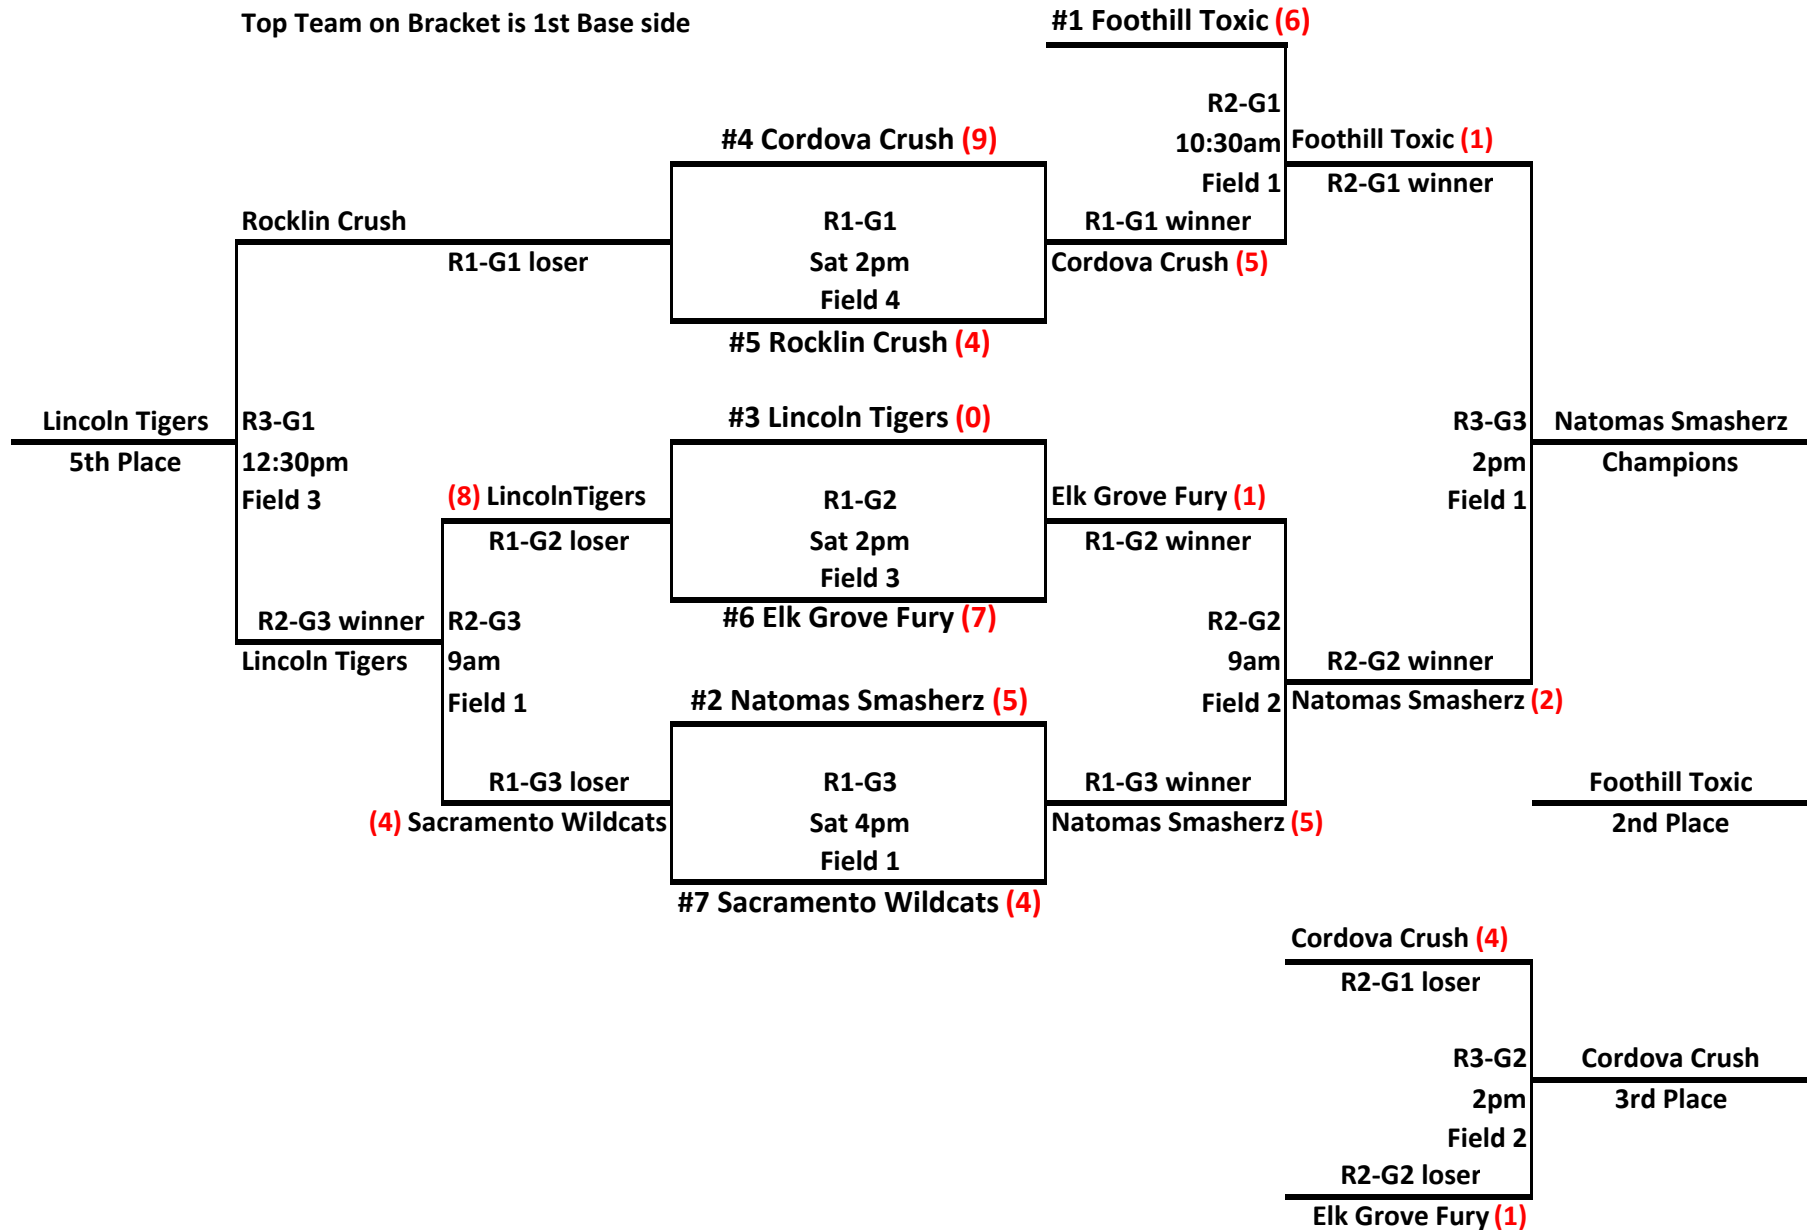 Top Team on Bracket is 1st Base side
#1 Foothill Toxic (6)
R2-G1
10:30am
Field 1
#4 Cordova Crush (9)
Foothill Toxic (1)
R2-G1 winner
Rocklin Crush
R1-G1 loser
R1-G1
Sat 2pm
Field 4
R1-G1 winner
Cordova Crush (5)
#5 Rocklin Crush (4)
Lincoln Tigers
5th Place
R3-G1
12:30pm
Field 3
#3 Lincoln Tigers (0)
R3-G3
2pm
Field 1
Natomas Smasherz
Champions
(8) LincolnTigers
R1-G2 loser
R1-G2
Sat 2pm
Field 3
Elk Grove Fury (1)
R1-G2 winner
#6 Elk Grove Fury (7)
R2-G3 winner
Lincoln Tigers
R2-G3
9am
Field 1
R2-G2
9am
Field 2
R2-G2 winner
Natomas Smasherz (2)
#2 Natomas Smasherz (5)
R1-G3 loser
(4) Sacramento Wildcats
R1-G3
Sat 4pm
Field 1
R1-G3 winner
Natomas Smasherz (5)
Foothill Toxic
2nd Place
#7 Sacramento Wildcats (4)
Cordova Crush (4)
R2-G1 loser
R3-G2
2pm
Field 2
Cordova Crush
3rd Place
R2-G2 loser
Elk Grove Fury (1)